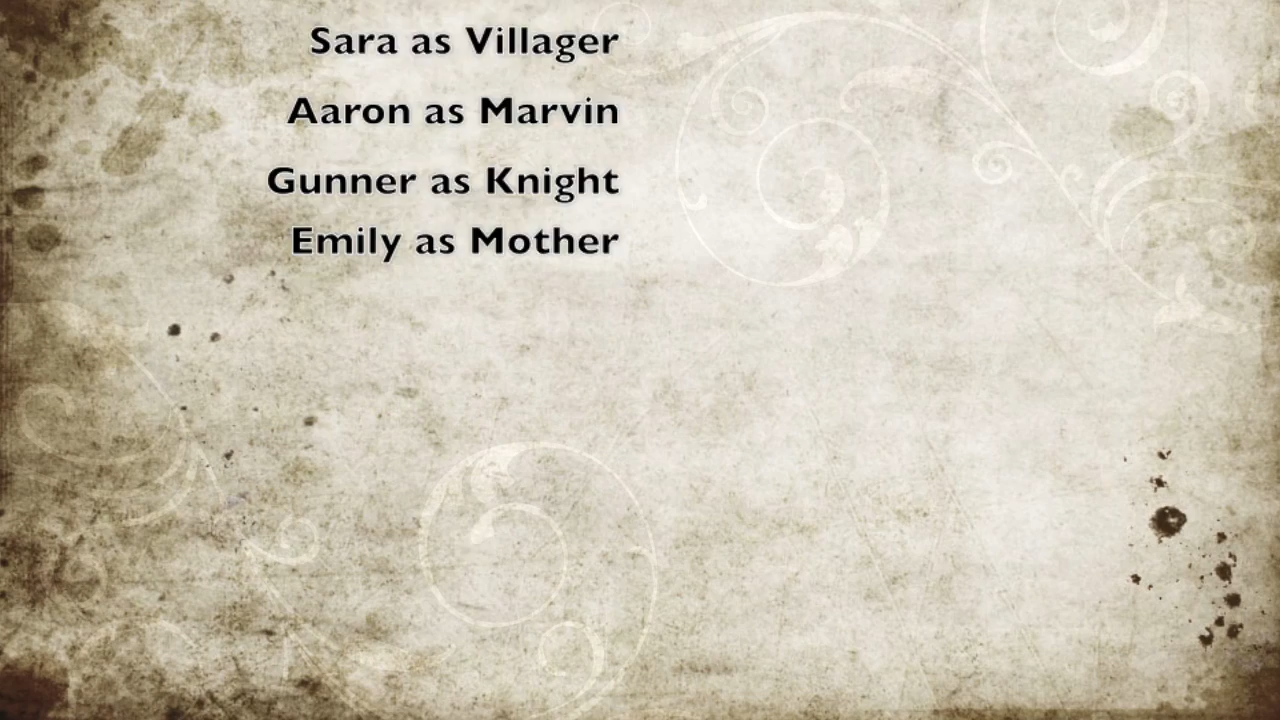 Sara as Villager
Aaron as Marvin
Gunner as Knight
Emily as Mother